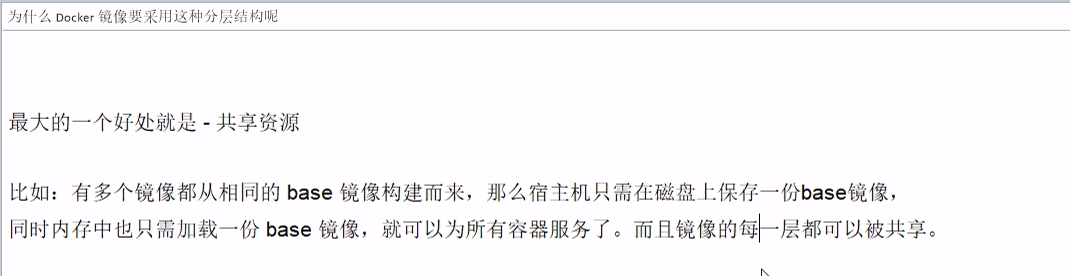 为什么 Docker 镜像要采用这种分层结构呢
最大的一个好处就是 - 共享资源
比如：有多个镜像都从相同的 base 镜像构建而来，那么宿主机只需在磁盘上保存一份base镜像，
同时内存中也只需加载一份 base 镜像，就可以为所有容器服务了。而且镜像的每一层都可以被共享。